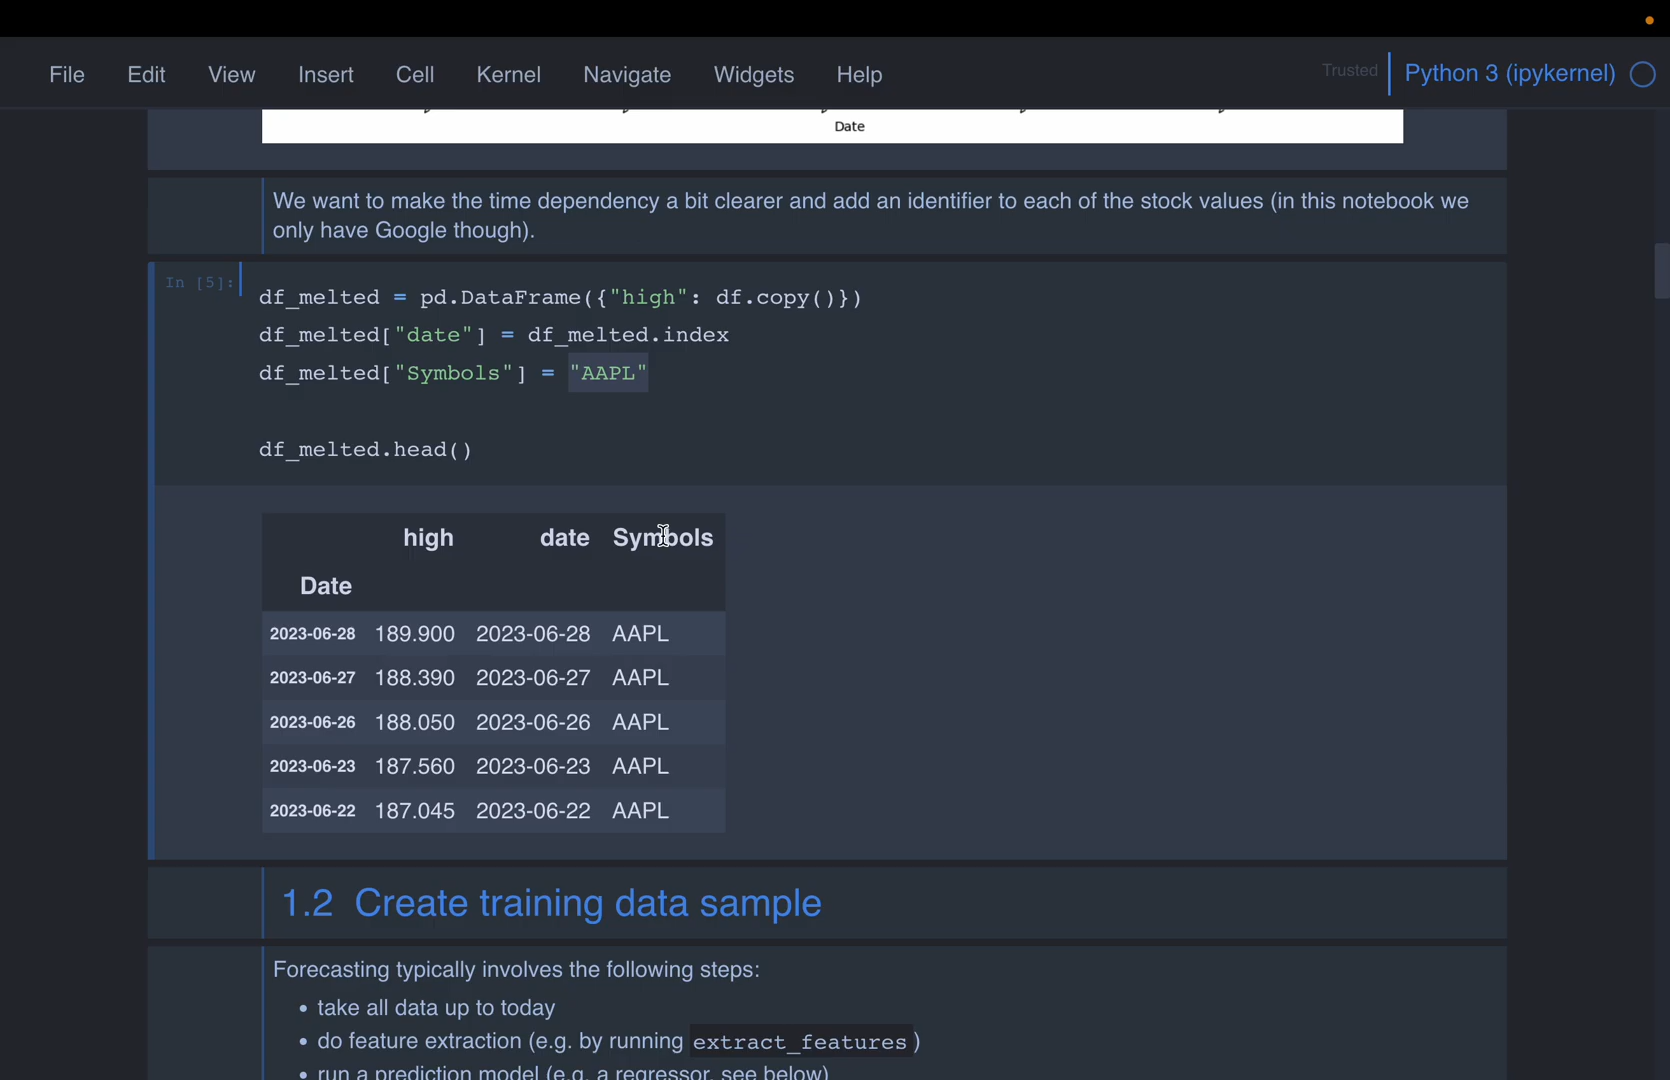 File Edit View Insert Cell Kernel Navigate Widgets Help Trusted Python 3 (ipykernel)
Date
We want to make the time dependency a bit clearer and add an identifier to each of the stock values (in this notebook we
only have Google though).
In [5]:
df_melted = pd.DataFrame({"high": df.copy()})
df_melted["date"] = df_melted.index
df_melted["Symbols"] = "AAPL"
df_melted.head()
high date Symbols
Date
2023-06-28 189.900 2023-06-28 AAPL
2023-06-27 188.390 2023-06-27 AAPL
2023-06-26 188.050 2023-06-26 AAPL
2023-06-23 187.560 2023-06-23 AAPL
2023-06-22 187.045 2023-06-22 AAPL
1.2 Create training data sample
Forecasting typically involves the following steps:
• take all data up to today
• do feature extraction (e.g. by running extract_features)
• run a prediction model (e.g. a regressor, see below)